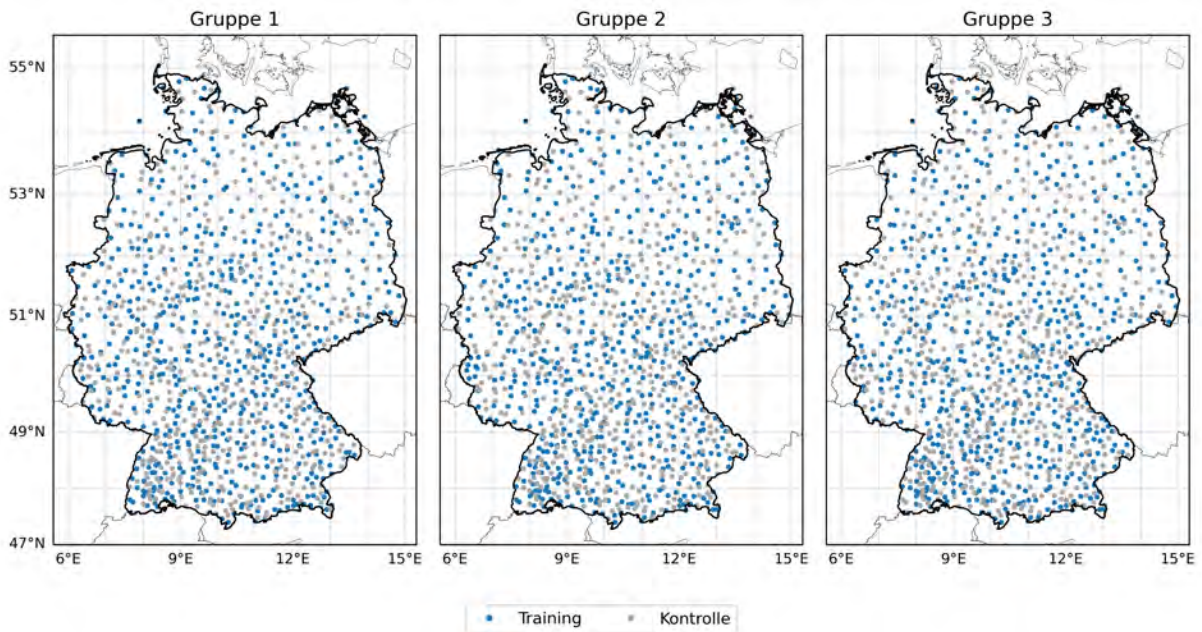 Gruppe 1
Gruppe 2
Gruppe 3
55°N
53°N
51°N
49°N
47°N
6°E 9°E 12°E 15°E
6°E 9°E 12°E 15°E
6°E 9°E 12°E 15°E
Training Kontrolle